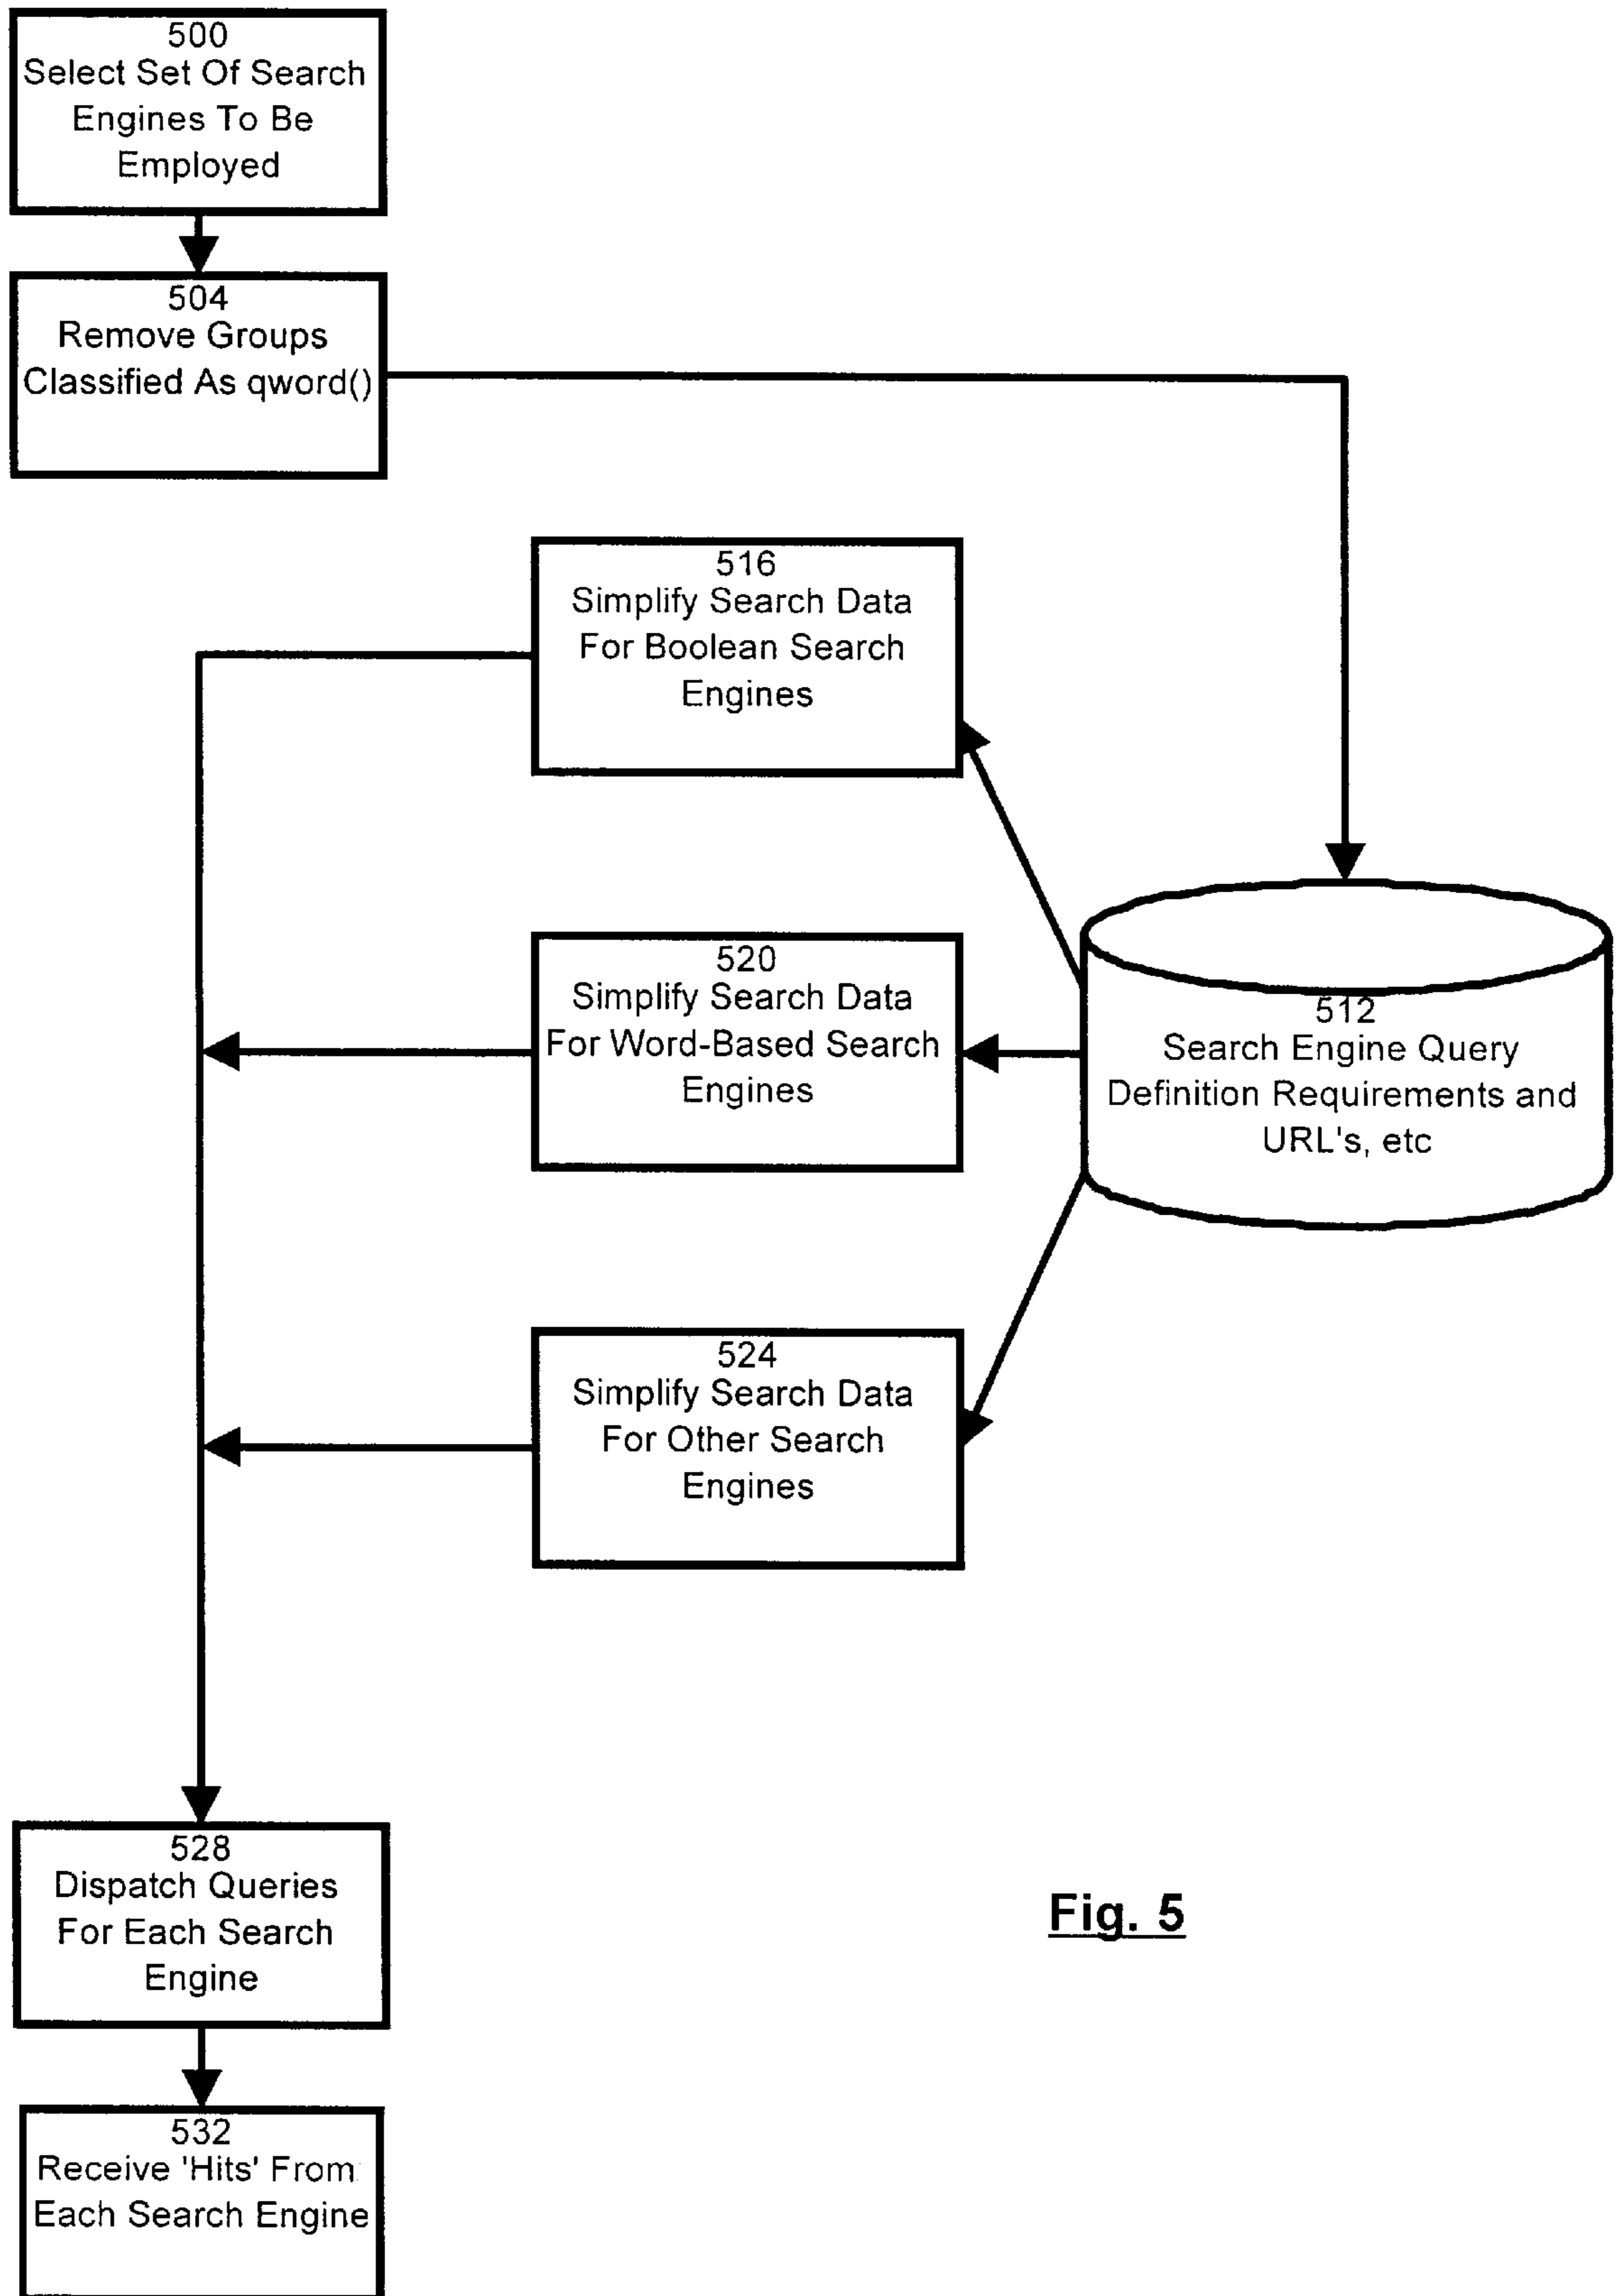 500
Select Set Of Search
Engines To Be
Employed
504
Remove Groups
Classified As qword()
516
Simplify Search Data
For Boolean Search
Engines
520
Simplify Search Data
For Word-Based Search
Engines
512
Search Engine Query
Definition Requirements and
URL's, etc
524
Simplify Search Data
For Other Search
Engines
528
Dispatch Queries
For Each Search
Engine
Fig. 5
532
Receive 'Hits' From
Each Search Engine